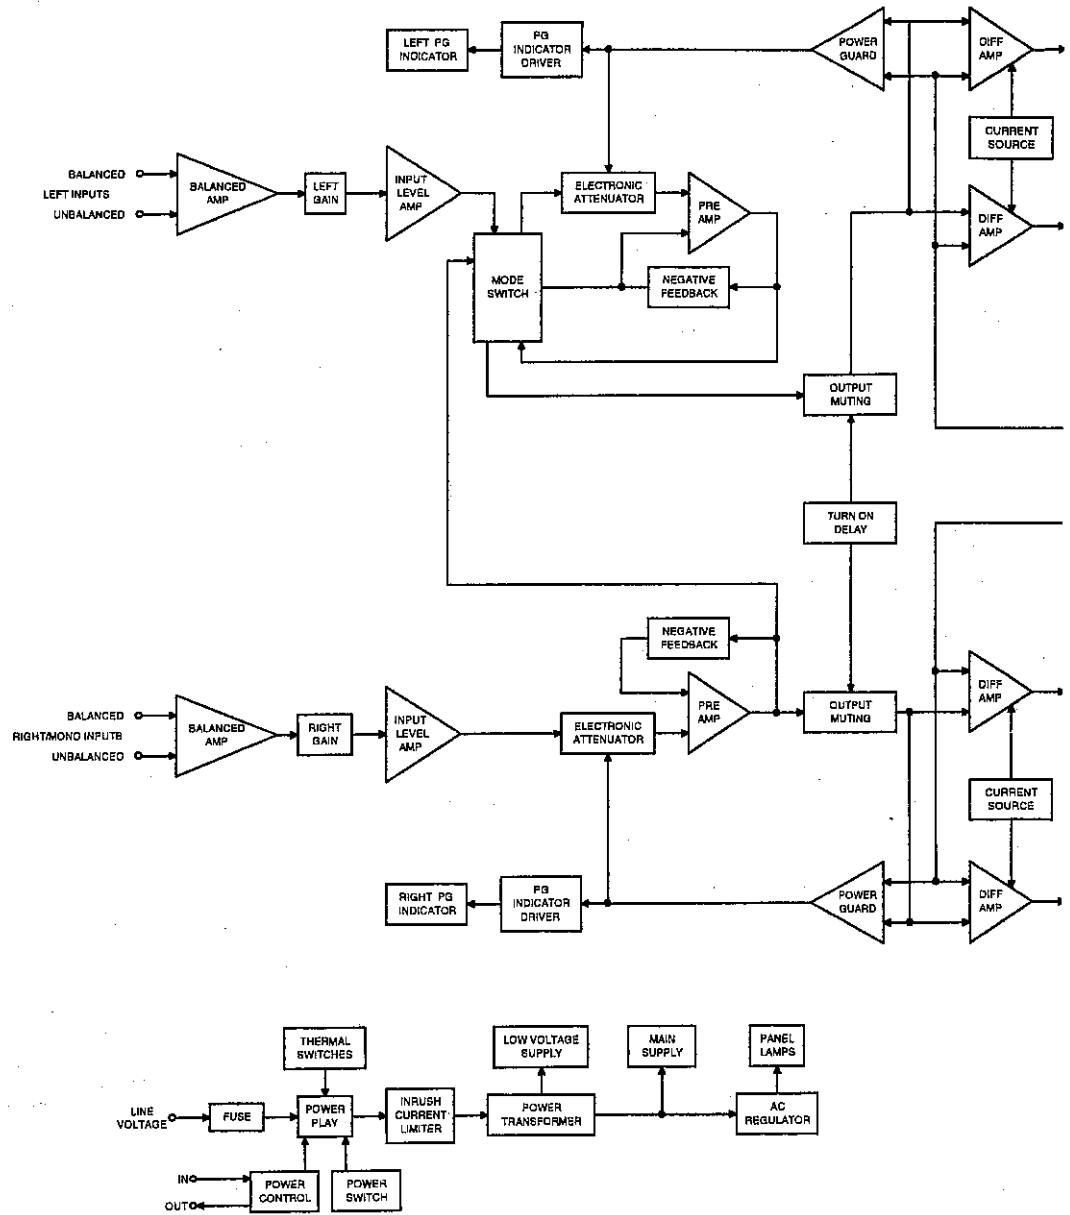 LEFT PG
INDICATOR
PG
INDICATOR
DRIVER
POWER
GUARD
DIFF
AMP
CURRENT
SOURCE
BALANCED
LEFT INPUTS
UNBALANCED
BALANCED
AMP
LEFT
GAIN
INPUT
LEVEL
AMP
ELECTRONIC
ATTENUATOR
PRE
AMP
DIFF
AMP
MODE
SWITCH
NEGATIVE
FEEDBACK
OUTPUT
MUTING
TURN ON
DELAY
NEGATIVE
FEEDBACK
BALANCED
RIGHT/MONO INPUTS
UNBALANCED
BALANCED
AMP
RIGHT
GAIN
INPUT
LEVEL
AMP
ELECTRONIC
ATTENUATOR
PRE
AMP
OUTPUT
MUTING
DIFF
AMP
CURRENT
SOURCE
RIGHT PG
INDICATOR
PG
INDICATOR
DRIVER
POWER
GUARD
DIFF
AMP
THERMAL
SWITCHES
LOW VOLTAGE
SUPPLY
MAIN
SUPPLY
PANEL
LAMPS
LINE
VOLTAGE
FUSE
POWER
PLAY
INRUSH
CURRENT
LIMITER
POWER
TRANSFORMER
AC
REGULATOR
IN
OUT
POWER
CONTROL
POWER
SWITCH